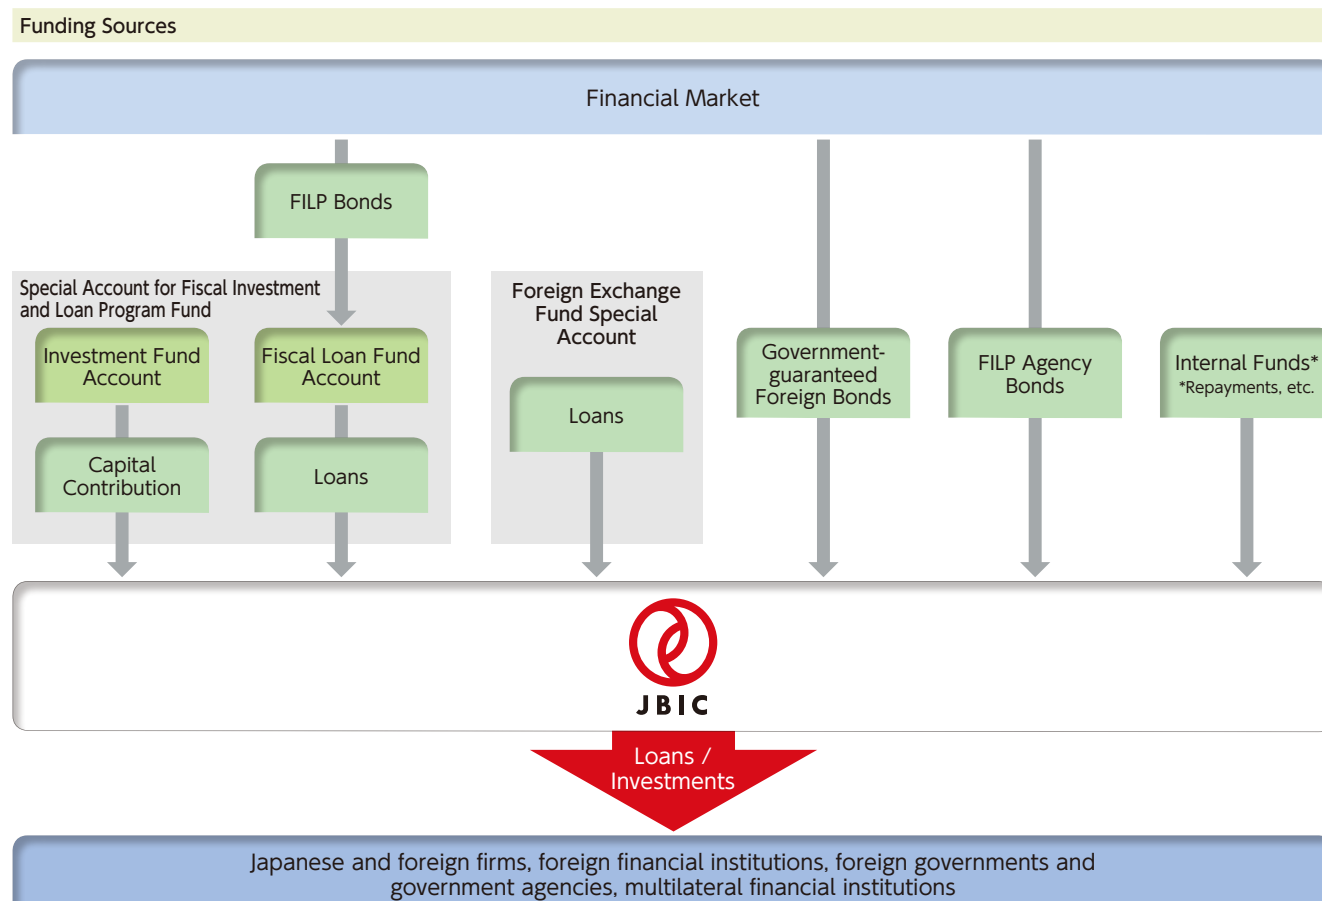 Funding Sources
Financial Market
FILP Bonds
Special Account for Fiscal Investment
and Loan Program Fund
Investment Fund
Account
Fiscal Loan Fund
Account
Capital
Contribution
Loans
Foreign Exchange
Fund Special
Account
Loans
Government-
guaranteed
Foreign Bonds
FILP Agency
Bonds
Internal Funds*
*Repayments, etc.
JBIC
Loans /
Investments
Japanese and foreign firms, foreign financial institutions, foreign governments and
government agencies, multilateral financial institutions